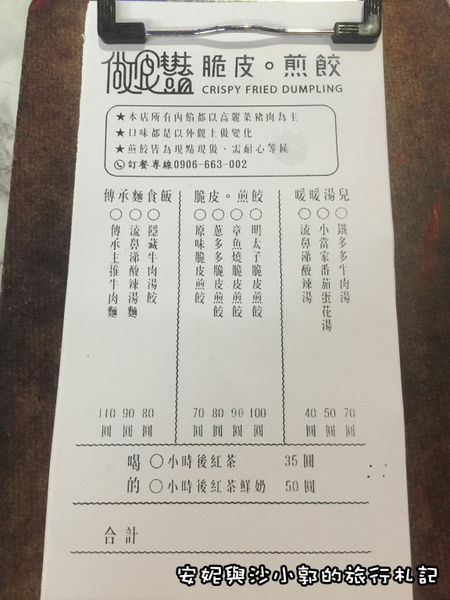 脆皮。煎餃
CRISPY FRIED DUMPLING
★本店所有內餡都以高麗菜豬肉為主
★口味都是以外觀上做變化
★煎餃皆為現點現做，需耐心等候
訂餐專線0906-663-002
傳承麵食飯
○傳承主推牛肉麵 110圓
○流鼻涕酸辣湯麵 90圓
○隱藏牛肉湯餃 80圓
脆皮。煎餃
○原味脆皮煎餃 70圓
○蔥多多脆皮煎餃 80圓
○章魚燒脆皮煎餃 90圓
○明太子脆皮煎餃 100圓
暖暖湯兒
○流鼻涕酸辣湯 40圓
○小當家番茄蛋花湯 50圓
○多多牛肉湯 70圓
喝的
○小時後紅茶 35圓
○小時後紅茶鮮奶 50圓
合計
安妮與沙小郭的旅行札記